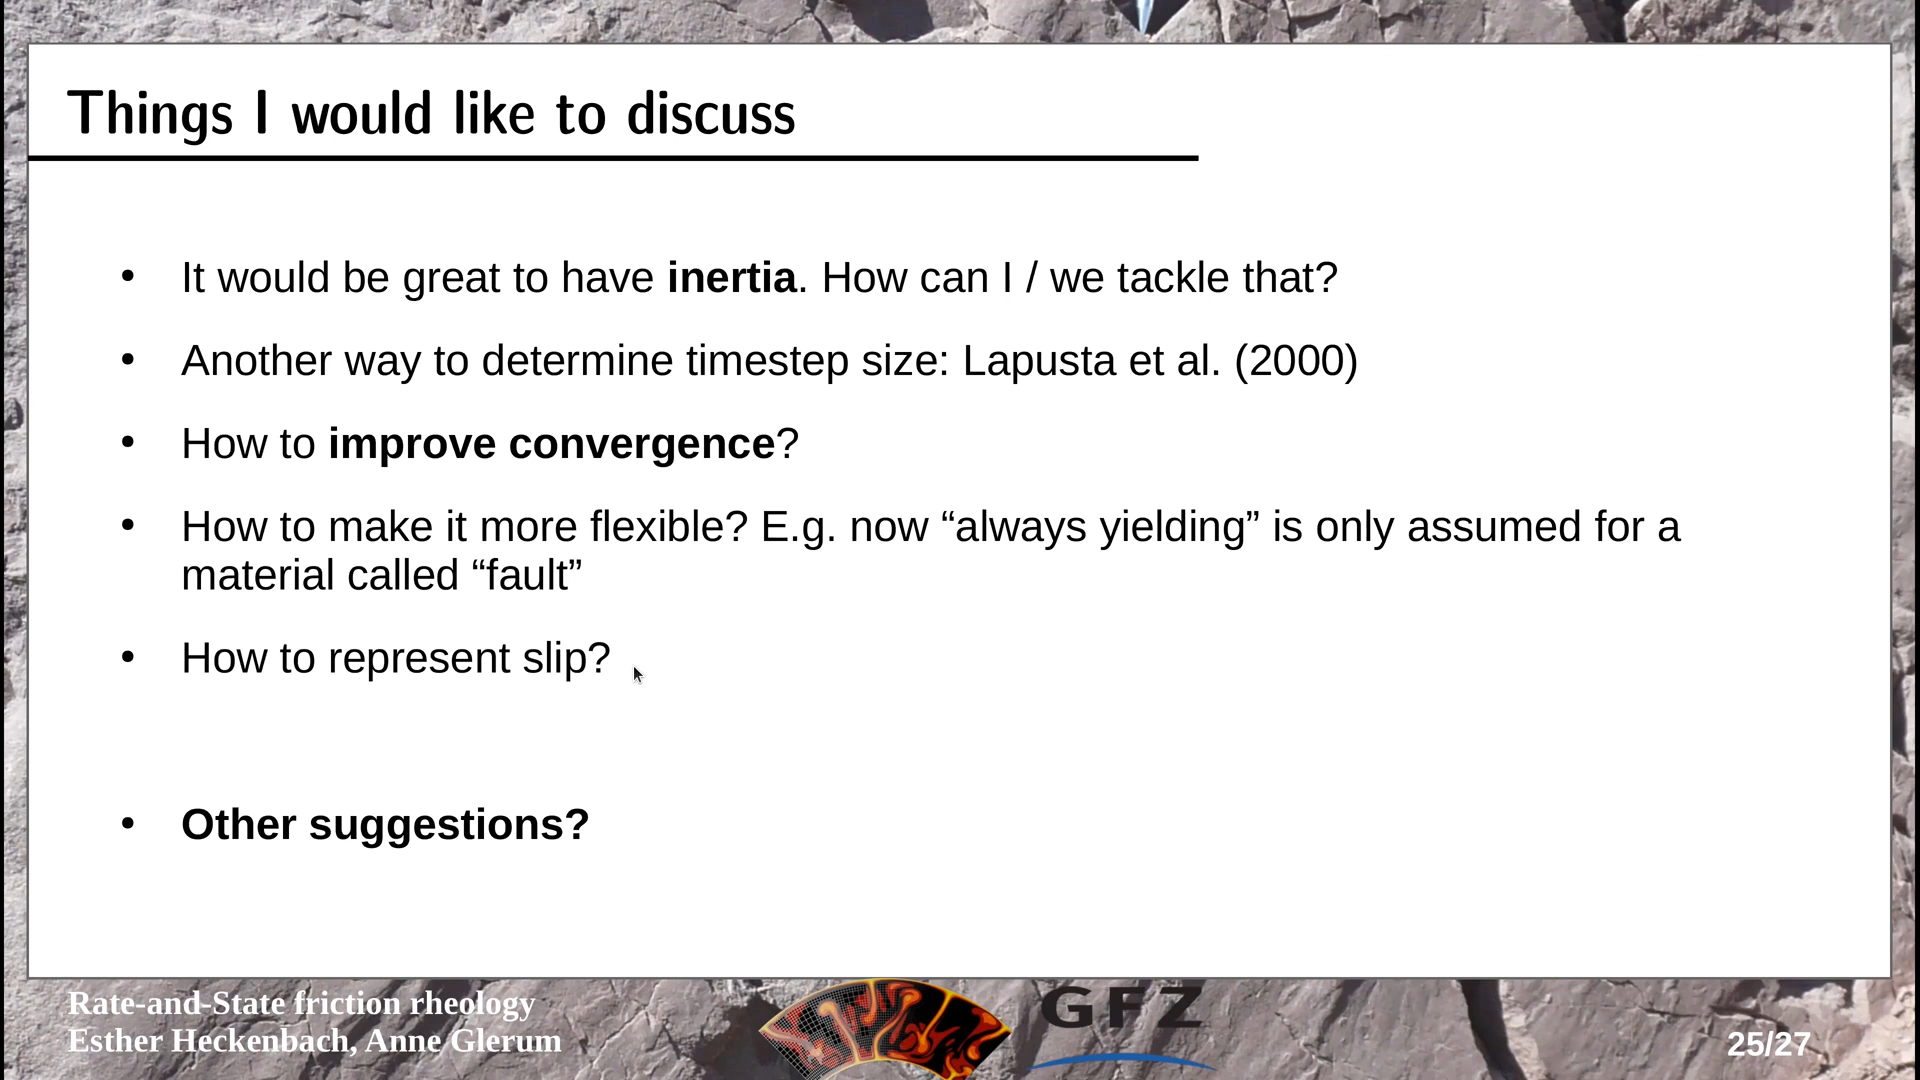 Things I would like to discuss
• It would be great to have inertia. How can I / we tackle that?
• Another way to determine timestep size: Lapusta et al. (2000)
• How to improve convergence?
• How to make it more flexible? E.g. now “always yielding” is only assumed for a
material called “fault”
• How to represent slip?
• Other suggestions?
Rate-and-State friction rheology
Esther Heckenbach, Anne Glerum
GFZ
25/27